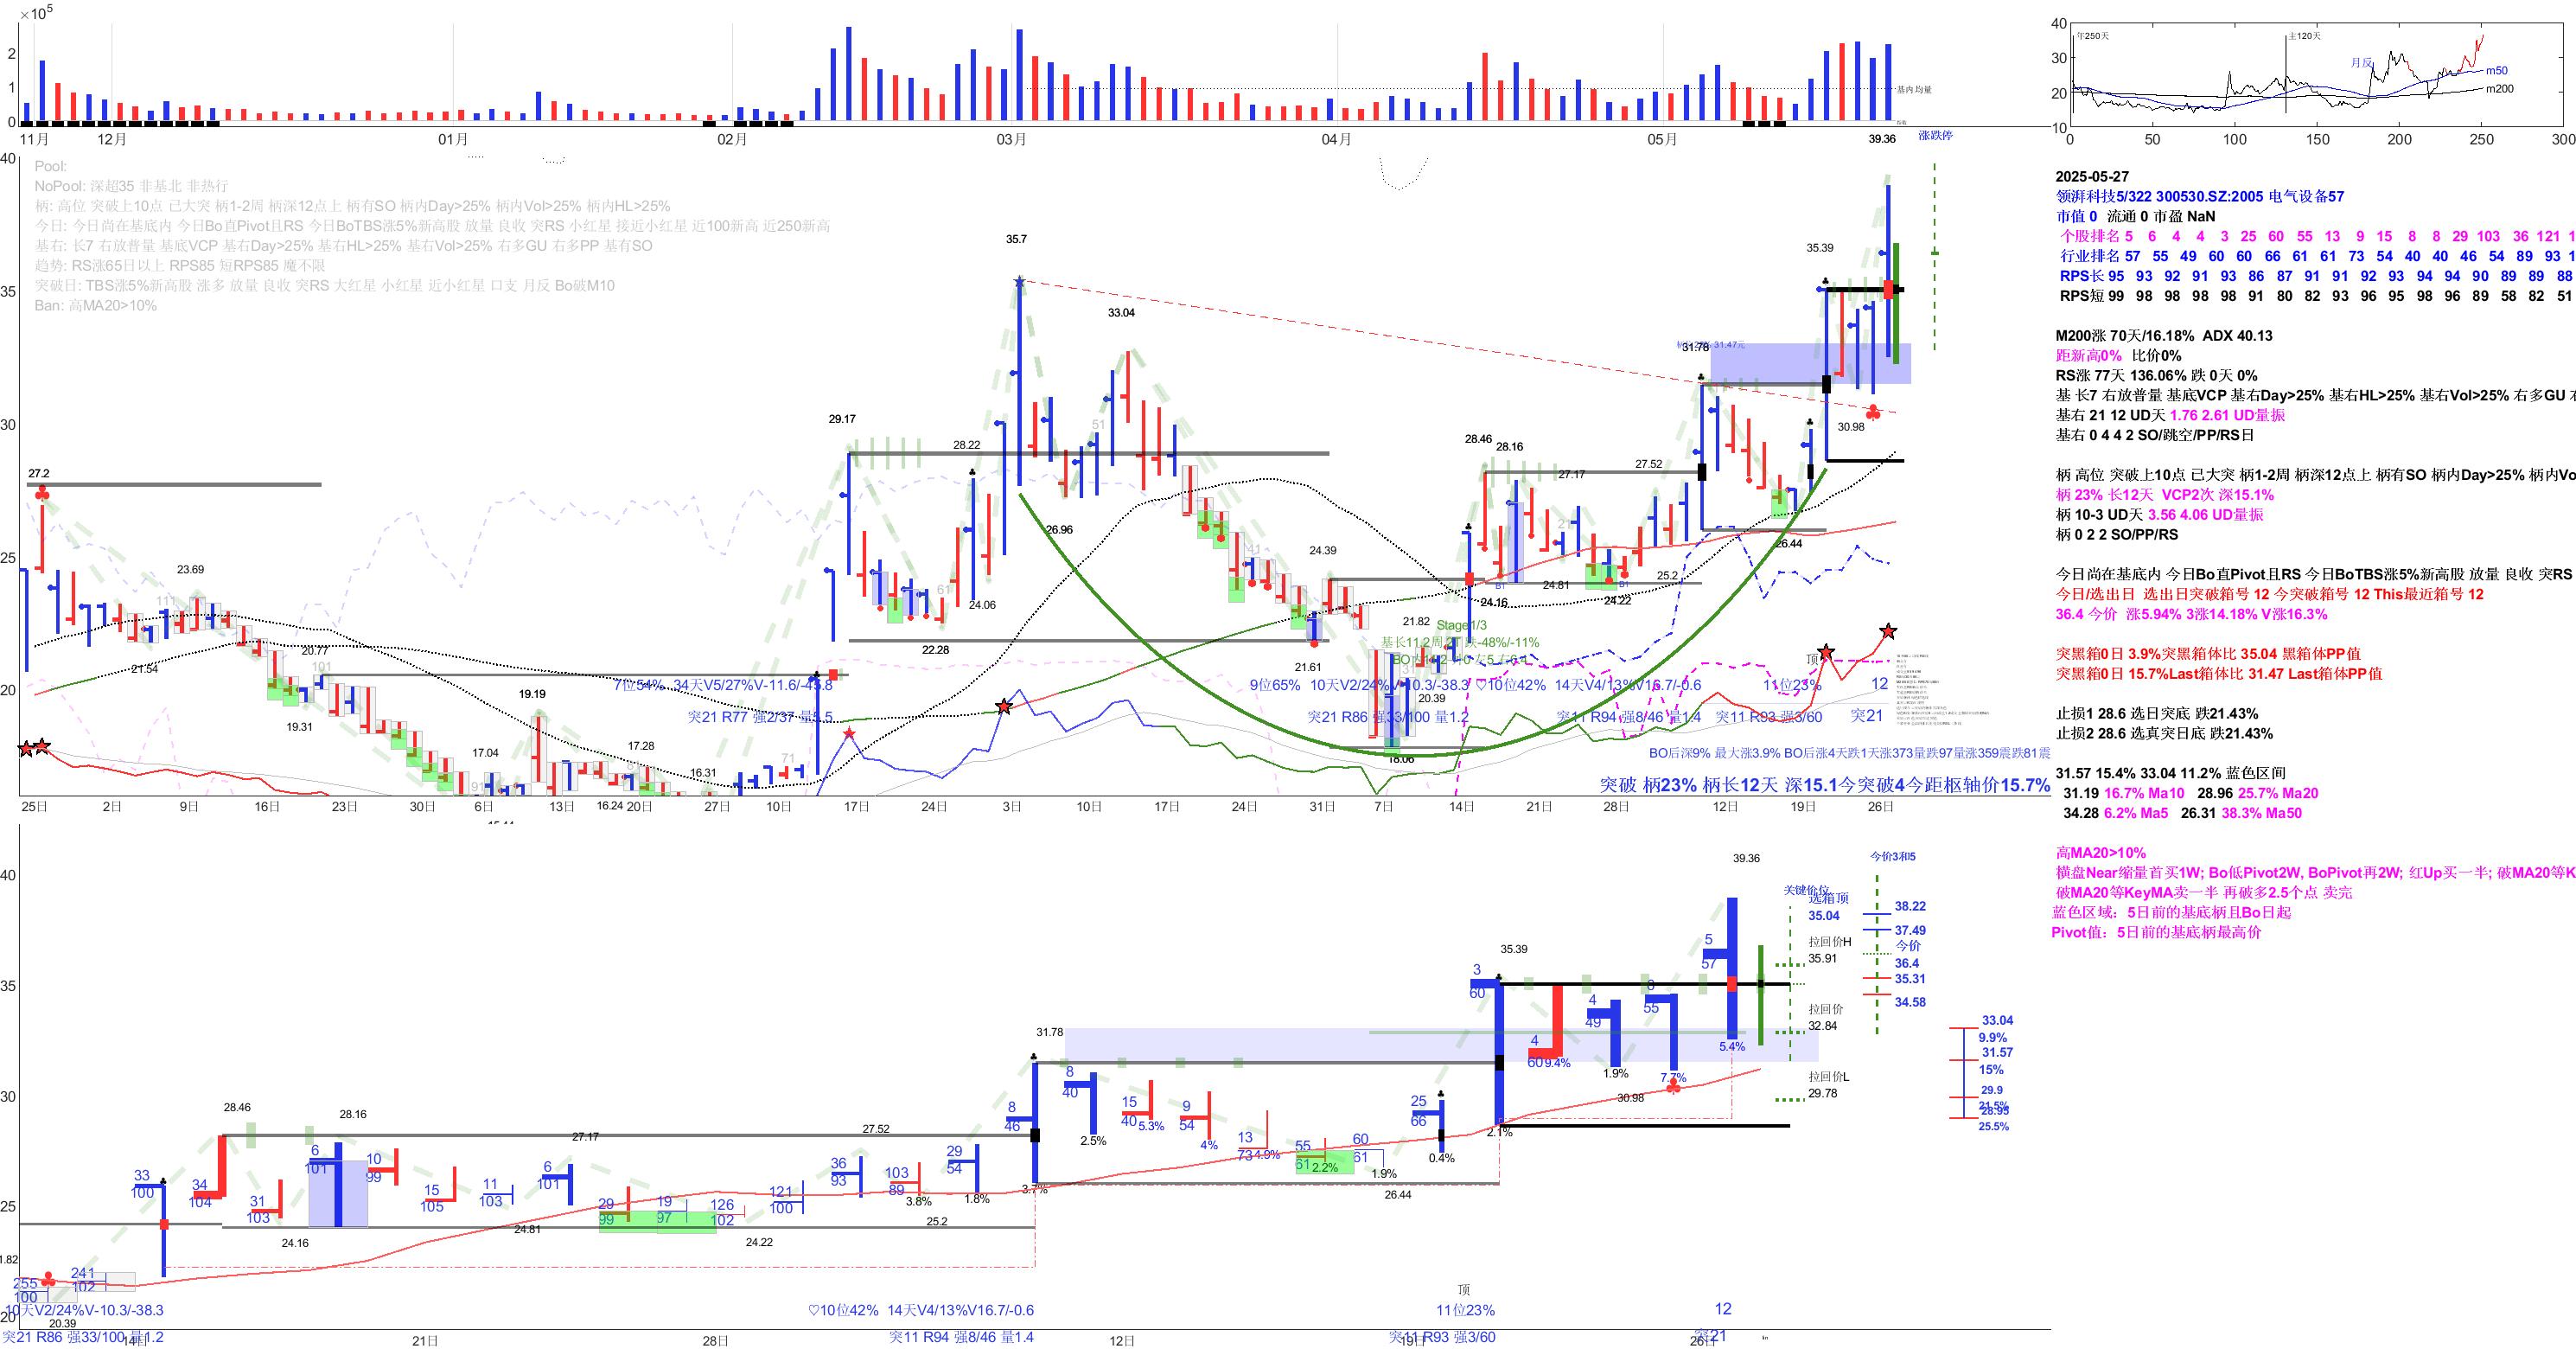 ×10⁵
2
1
0
基内均量
11月 12月 01月 02月 03月 04月 05月
39.36
涨跌停
40
30
20
10
年250天
主120天
月反
m50
m200
0 50 100 150 200 250 300
40
35
30
25
20
Pool:
NoPool: 深超35 非基北 非热行
柄: 高位 突破上10点 己大突 柄1-2周 柄深12点上 柄有SO 柄内Day>25% 柄内Vol>25% 柄内HL>25%
今日: 今日尚在基底内 今日Bo直Pivot且RS 今日BoTBS涨5%新高股 放量 良收 突RS 小红星 接近小红星 近100新高 近250新高
基右: 长7 右放普量 基底VCP 基右Day>25% 基右HL>25% 基右Vol>25% 右多GU 右多PP 基有SO
趋势: RS涨65日以上 RPS85 短RPS85 魔不限
突破日: TBS涨5%新高股 涨多 放量 良收 突RS 大红星 小红星 近小红星 口支 月反 Bo破M10
Ban: 高MA20>10%
35.7
33.04
35.39
31.78
30.98
29.17
28.22
28.46
28.16
27.17
27.52
27.2
26.96
24.06
24.39
24.16
24.81
24.22
25.2
26.44
23.69
21.54
20.77
22.28
21.61
21.82
20.39
19.31
19.19
17.04
17.28
16.31
16.24
18.06
Stage1/3
7位54% 34天V5/27%V-11.6/-45.8
9位65% 10天V2/24%V-10.3/-38.3
♡10位42% 14天V4/13%V16.7/-0.6
11位23%
12
顶
突21 R77 强2/37 量5.5
突21 R86 强33/100 量1.2
突11 R94 强8/46 量1.4
突11 R93 强3/60
突21
BO后深9% 最大涨3.9% BO后涨4天跌1天涨373量跌97量涨359震跌81震
突破 柄23% 柄长12天 深15.1今突破4今距枢轴价15.7%
25日 2日 9日 16日 23日 30日 6日 13日 20日 27日 10日 17日 24日 3日 10日 17日 24日 31日 7日 14日 21日 28日 12日 19日 26日
2025-05-27
领湃科技5/322 300530.SZ:2005 电气设备57
市值 0 流通 0 市盈 NaN
个股排名 5 6 4 4 3 25 60 55 13 9 15 8 8 29 103 36 121 1
行业排名 57 55 49 60 60 66 61 61 73 54 40 40 46 54 89 93 1
RPS长 95 93 92 91 93 86 87 91 91 92 93 94 94 90 89 89 88
RPS短 99 98 98 98 98 91 80 82 93 96 95 98 96 89 58 82 51
M200涨 70天/16.18% ADX 40.13
距新高0% 比价0%
RS涨 77天 136.06% 跌 0天 0%
基 长7 右放普量 基底VCP 基右Day>25% 基右HL>25% 基右Vol>25% 右多GU
基右 21 12 UD天 1.76 2.61 UD量振
基右 0 4 4 2 SO/跳空/PP/RS日
柄 高位 突破上10点 己大突 柄1-2周 柄深12点上 柄有SO 柄内Day>25% 柄内Vo
柄 23% 长12天 VCP2次 深15.1%
柄 10-3 UD天 3.56 4.06 UD量振
柄 0 2 2 SO/PP/RS
今日尚在基底内 今日Bo直Pivot且RS 今日BoTBS涨5%新高股 放量 良收 突RS
今日/选出日 选出日突破箱号 12 今突破箱号 12 This最近箱号 12
36.4 今价 涨5.94% 3涨14.18% V涨16.3%
突黑箱0日 3.9%突黑箱体比 35.04 黑箱体PP值
突黑箱0日 15.7%Last箱体比 31.47 Last箱体PP值
止损1 28.6 选日突底 跌21.43%
止损2 28.6 选真突日底 跌21.43%
31.57 15.4% 33.04 11.2% 蓝色区间
31.19 16.7% Ma10 28.96 25.7% Ma20
34.28 6.2% Ma5 26.31 38.3% Ma50
高MA20>10%
横盘Near缩量首买1W; Bo低Pivot2W, BoPivot再2W; 红Up买一半; 破MA20等K
破MA20等KeyMA卖一半 再破多2.5个点 卖完
蓝色区域：5日前的基底柄且Bo日起
Pivot值：5日前的基底柄最高价
40
35
30
25
20
39.36
35.39
31.78
30.98
28.46
28.16
27.17
27.52
24.16
24.81
24.22
25.2
26.44
20.39
33 100
34 104
31 103
6 101
10 99
15 105
11 103
6 101
29 99
19 97
126 102
121 100
36 93
103 89
29 54
8 46
8 40
15 40
9 54
13 73
55 61
60 61
25 66
3 60
4 60
4 49
55
5 57
255 100
241 102
3.8%
1.8%
3.7%
2.5%
5.3%
4%
4.9%
2.2%
1.9%
0.4%
2.1%
9.4%
1.9%
7.7%
5.4%
今价3和5
关键价位
选箱顶
35.04
拉回价H
35.91
拉回价
32.84
拉回价L
29.78
38.22
37.49
今价
36.4
35.31
34.58
33.04
9.9%
31.57
15%
29.9
21.5%
28.95
25.5%
顶
10天V2/24%V-10.3/-38.3
♡10位42% 14天V4/13%V16.7/-0.6
11位23%
12
突21 R86 强33/100 量1.2
突11 R94 强8/46 量1.4
突11 R93 强3/60
突21
14日 21日 28日 12日 19日 26日